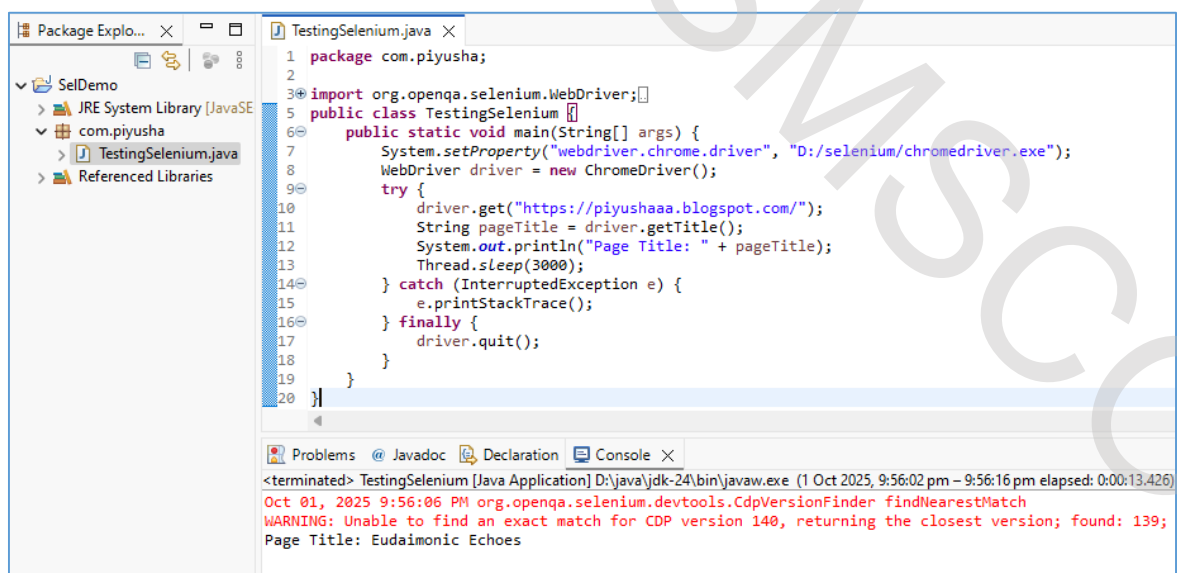 Package Explo...
SelDemo
JRE System Library [JavaSE
com.piyusha
TestingSelenium.java
Referenced Libraries
TestingSelenium.java
1 package com.piyusha;
2
3 import org.openqa.selenium.WebDriver;
5 public class TestingSelenium {
6 public static void main(String[] args) {
7 System.setProperty("webdriver.chrome.driver", "D:/selenium/chromedriver.exe");
8 WebDriver driver = new ChromeDriver();
9 try {
10 driver.get("https://piyushaaa.blogspot.com/");
11 String pageTitle = driver.getTitle();
12 System.out.println("Page Title: " + pageTitle);
13 Thread.sleep(3000);
14 } catch (InterruptedException e) {
15 e.printStackTrace();
16 } finally {
17 driver.quit();
18 }
19 }
20 }
Problems @ Javadoc Declaration Console
<terminated> TestingSelenium [Java Application] D:\java\jdk-24\bin\javaw.exe (1 Oct 2025, 9:56:02 pm – 9:56:16 pm elapsed: 0:00:13.426)
Oct 01, 2025 9:56:06 PM org.openqa.selenium.devtools.CdpVersionFinder findNearestMatch
WARNING: Unable to find an exact match for CDP version 140, returning the closest version; found: 139;
Page Title: Eudaimonic Echoes
SMSCC